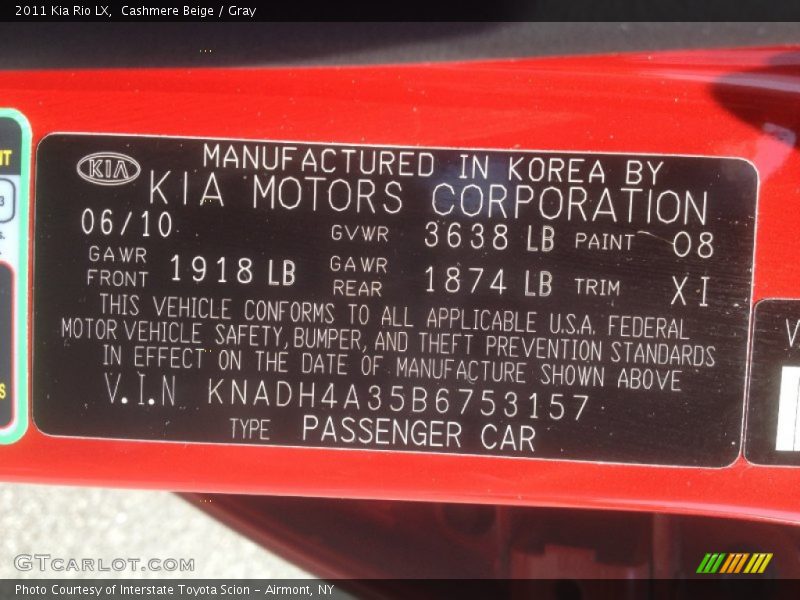 2011 Kia Rio LX,  Cashmere Beige / Gray
KIA
MANUFACTURED IN KOREA BY
KIA MOTORS CORPORATION
06/10 GVWR 3638 LB PAINT 08
GAWR FRONT 1918 LB GAWR REAR 1874 LB TRIM XI
THIS VEHICLE CONFORMS TO ALL APPLICABLE U.S.A. FEDERAL
MOTOR VEHICLE SAFETY, BUMPER, AND THEFT PREVENTION STANDARDS
IN EFFECT ON THE DATE OF MANUFACTURE SHOWN ABOVE
V.I.N KNADH4A35B6753157
TYPE PASSENGER CAR
GTCARLOT.COM
Photo Courtesy of Interstate Toyota Scion - Airmont, NY